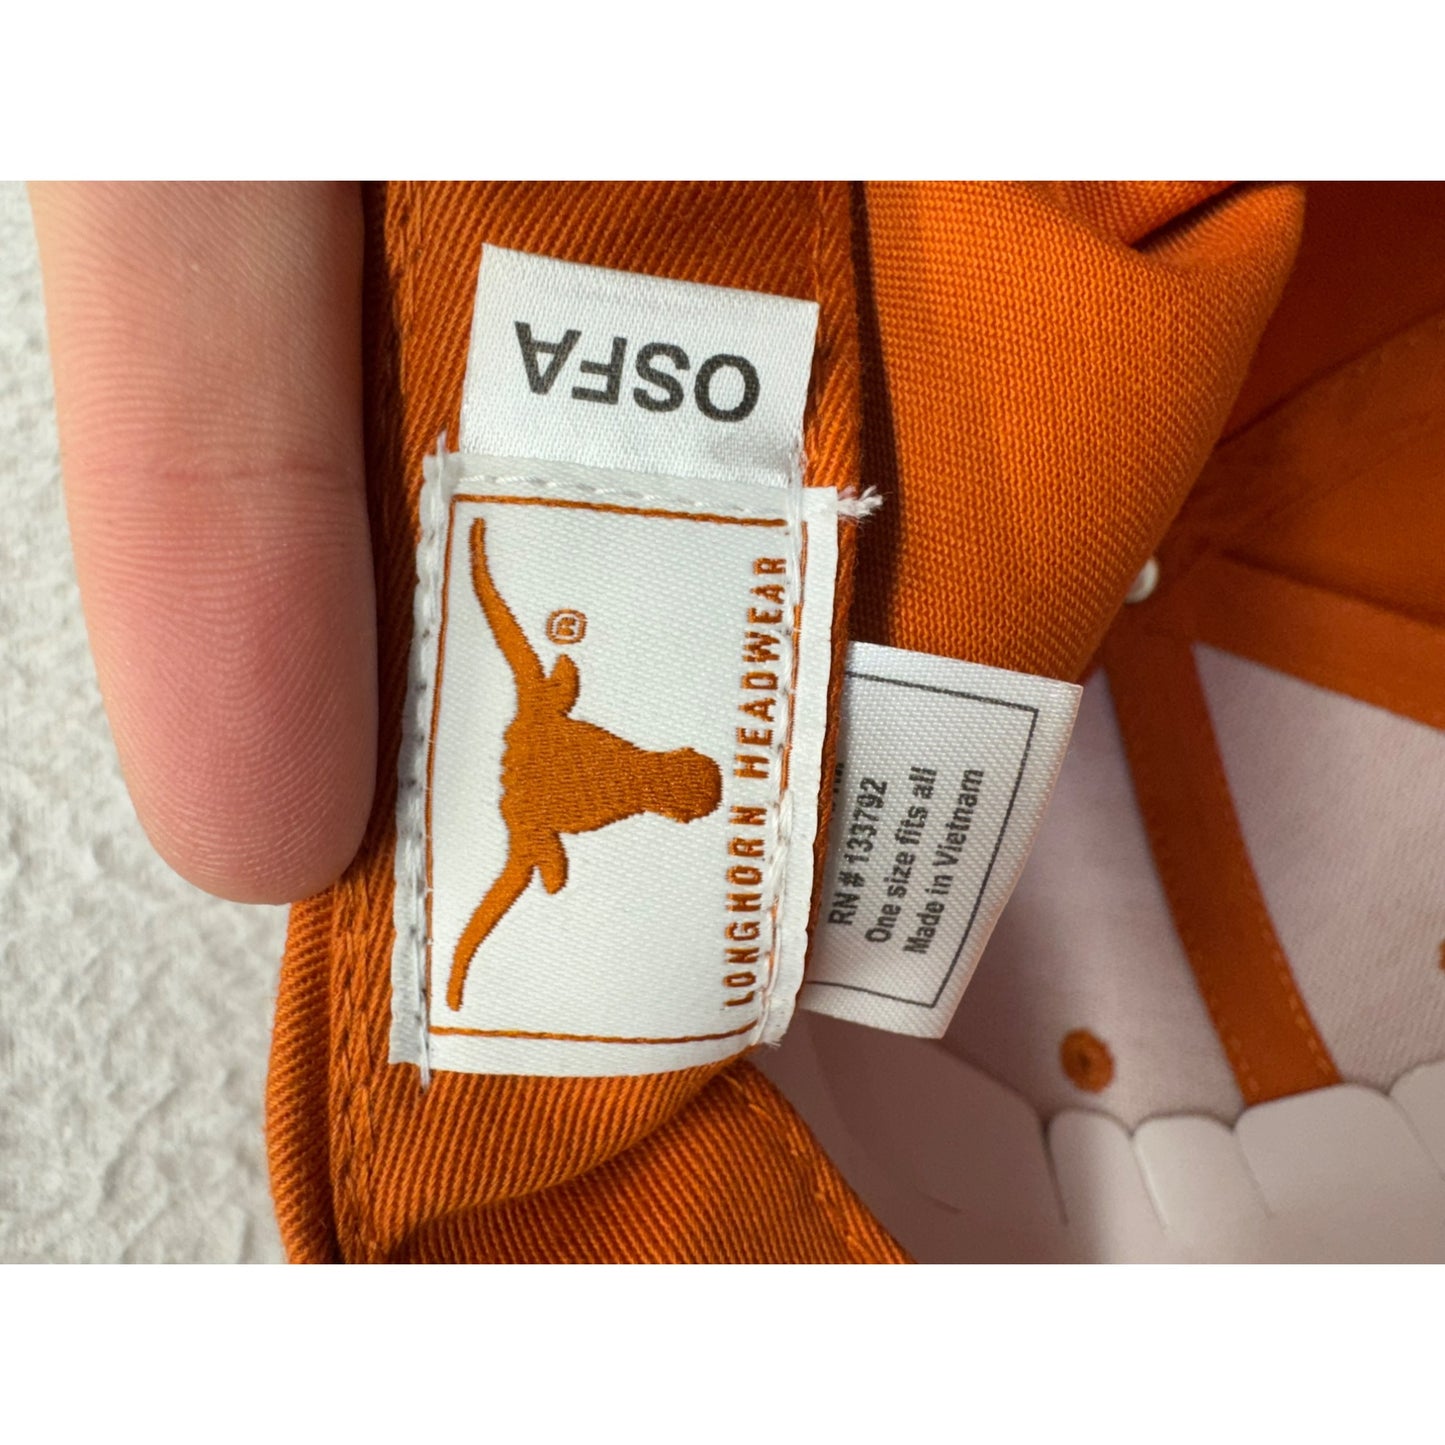 OSFA
®
LONGHORN HEADWEAR
RN # 133792
One size fits all
Made in Vietnam